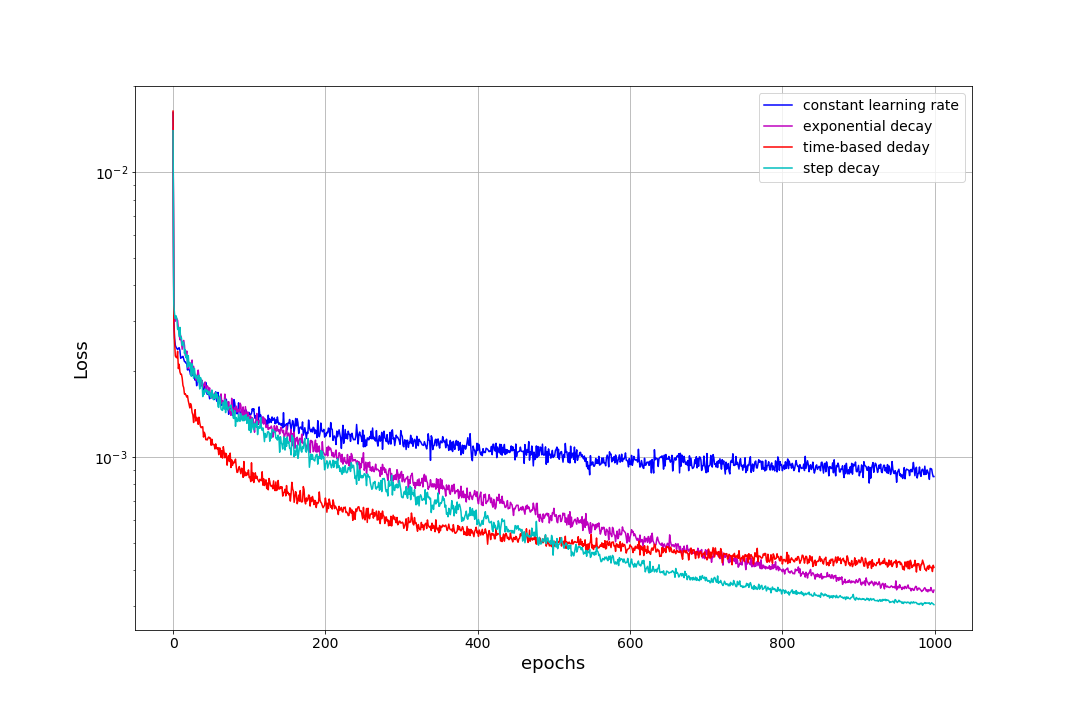 constant learning rate
exponential decay
time-based deday
step decay
10⁻²
10⁻³
Loss
0 200 400 600 800 1000
epochs